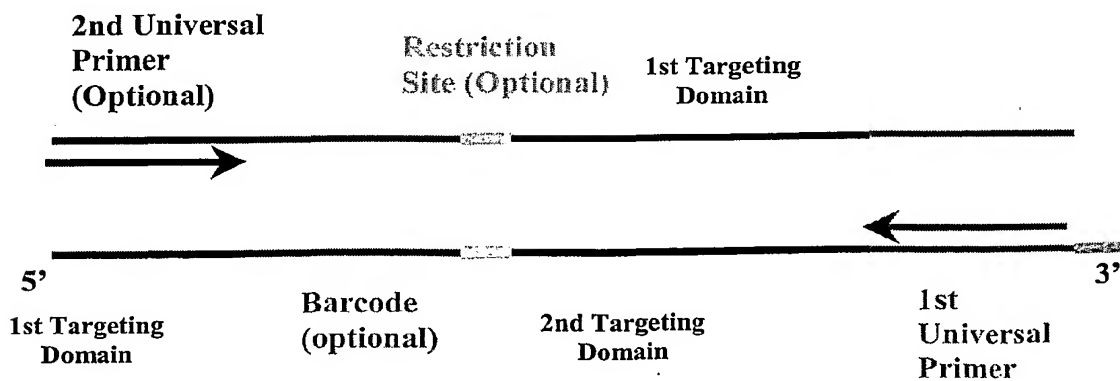 2nd Universal
Primer
(Optional)
Restriction
Site (Optional)
1st Targeting
Domain
5'
3'
1st Targeting
Domain
Barcode
(optional)
2nd Targeting
Domain
1st
Universal
Primer